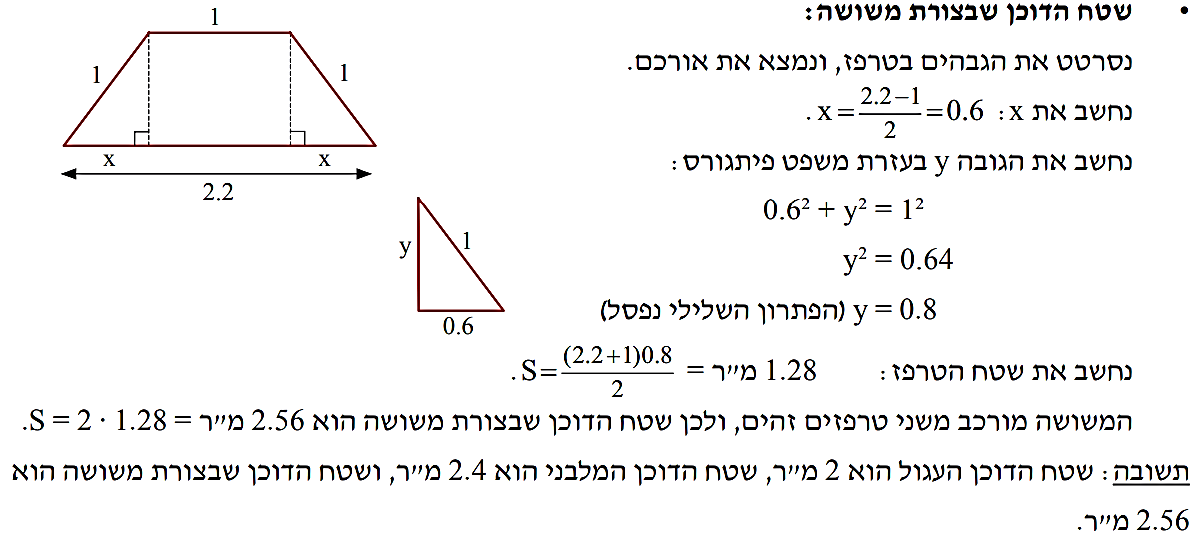 • שטח הדוכן שבצורת משושה:
נסרטט את הגבהים בטרפז, ונמצא את אורכם.
נחשב את x: x = (2.2−1)/2 = 0.6.
נחשב את הגובה y בעזרת משפט פיתגורס:
0.6² + y² = 1²
y² = 0.64
y = 0.8 (הפתרון השלילי נפסל)
נחשב את שטח הטרפז: S = (2.2+1)0.8/2 = 1.28 מ״ר.
המשושה מורכב משני טרפזים זהים, ולכן שטח הדוכן שבצורת משושה הוא S = 2 · 1.28 = 2.56 מ״ר.
תשובה: שטח הדוכן העגול הוא 2 מ״ר, שטח הדוכן המלבני הוא 2.4 מ״ר, ושטח הדוכן שבצורת משושה הוא
2.56 מ״ר.
1
1 1
x x
2.2
y 1
0.6